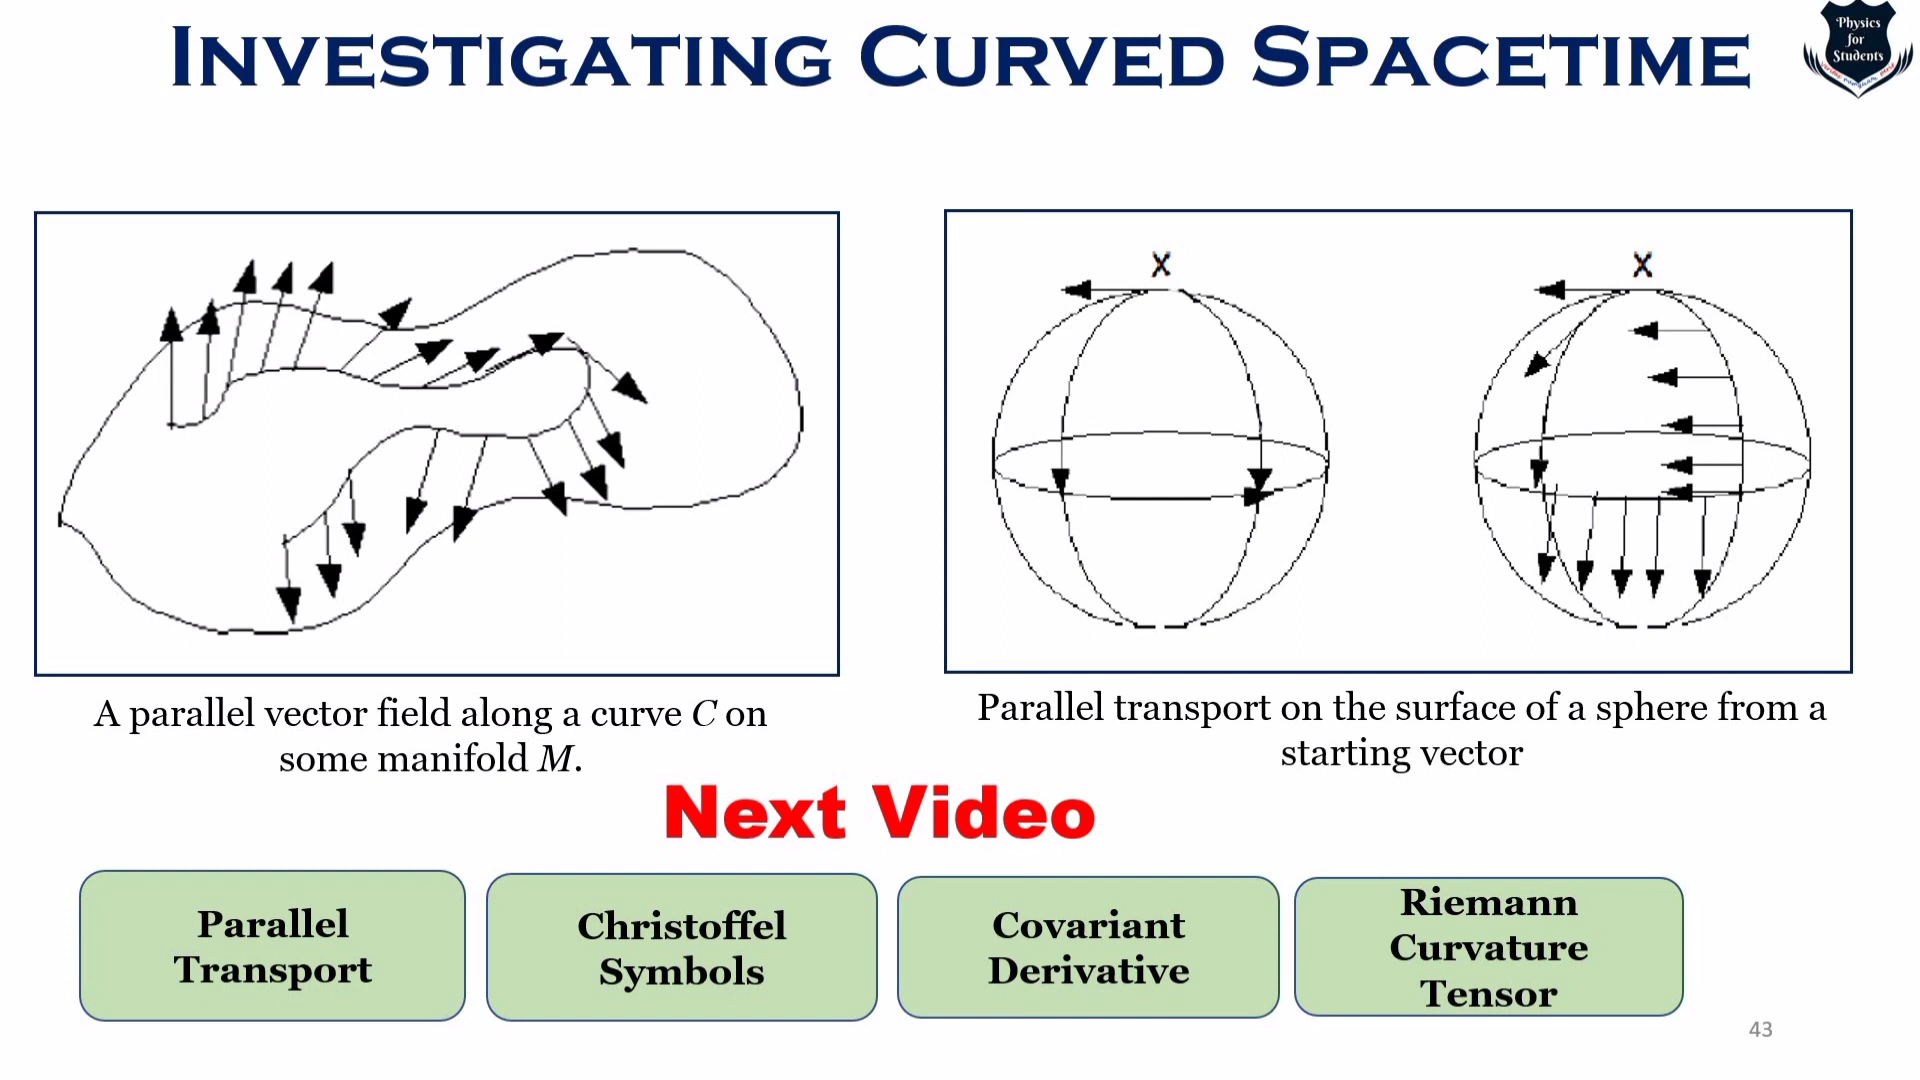 INVESTIGATING CURVED SPACETIME
Physics
for
Students
X
X
A parallel vector field along a curve C on
some manifold M.
Parallel transport on the surface of a sphere from a
starting vector
Next Video
Parallel
Transport
Christoffel
Symbols
Covariant
Derivative
Riemann
Curvature
Tensor
43